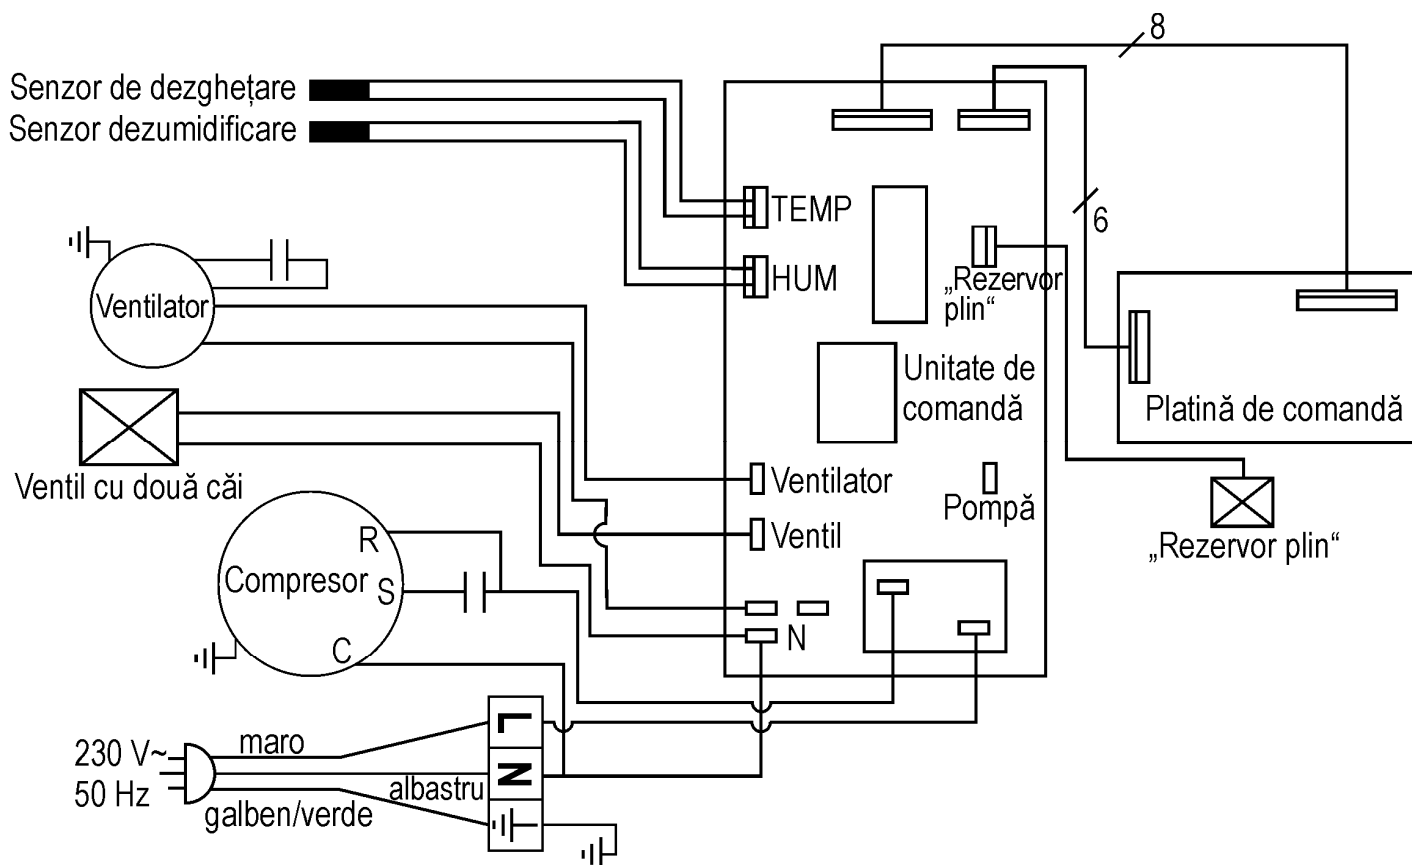 8
Senzor de dezghețare
Senzor dezumidificare
TEMP
6
HUM
„Rezervor
plin“
Ventilator
Unitate de
comandă
Platină de comandă
Ventil cu două căi
Ventilator
Pompă
Ventil
„Rezervor plin“
R
Compresor
S
C
N
L
maro
230 V~
50 Hz
N
albastru
galben/verde